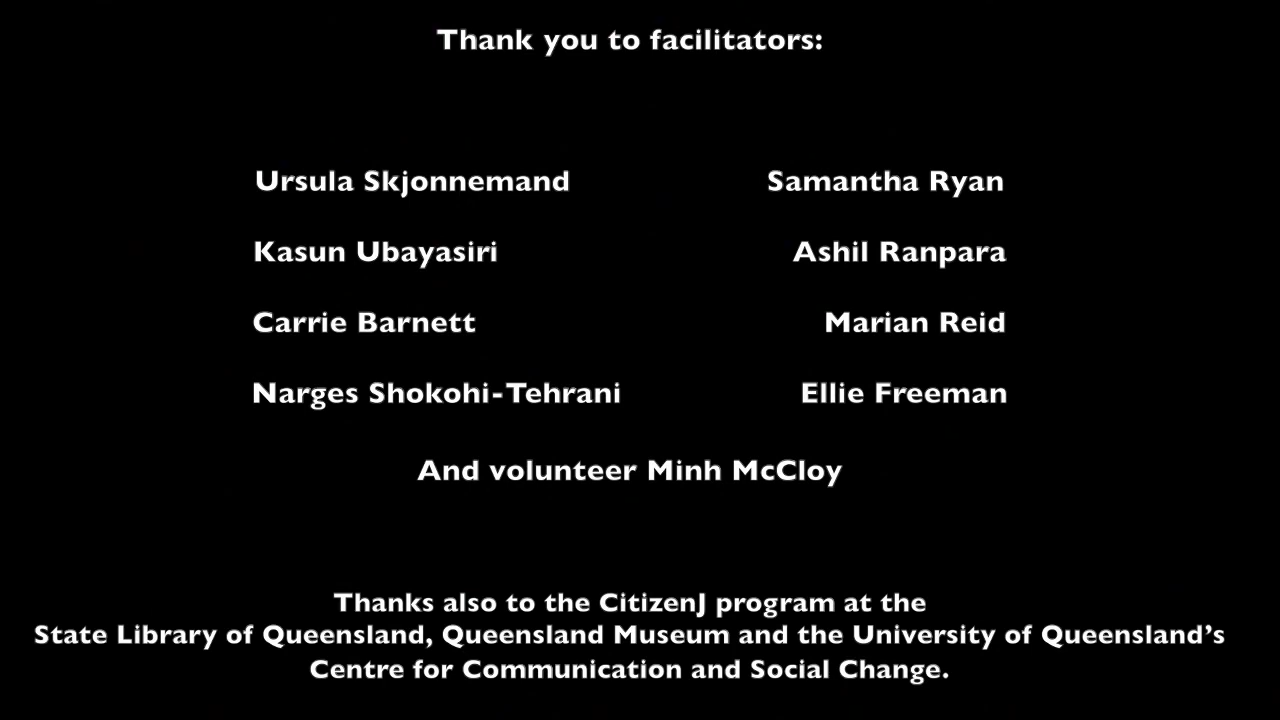 Thank you to facilitators:
Ursula Skjonnemand Samantha Ryan
Kasun Ubayasiri Ashil Ranpara
Carrie Barnett Marian Reid
Narges Shokohi-Tehrani Ellie Freeman
And volunteer Minh McCloy
Thanks also to the CitizenJ program at the
State Library of Queensland, Queensland Museum and the University of Queensland’s
Centre for Communication and Social Change.